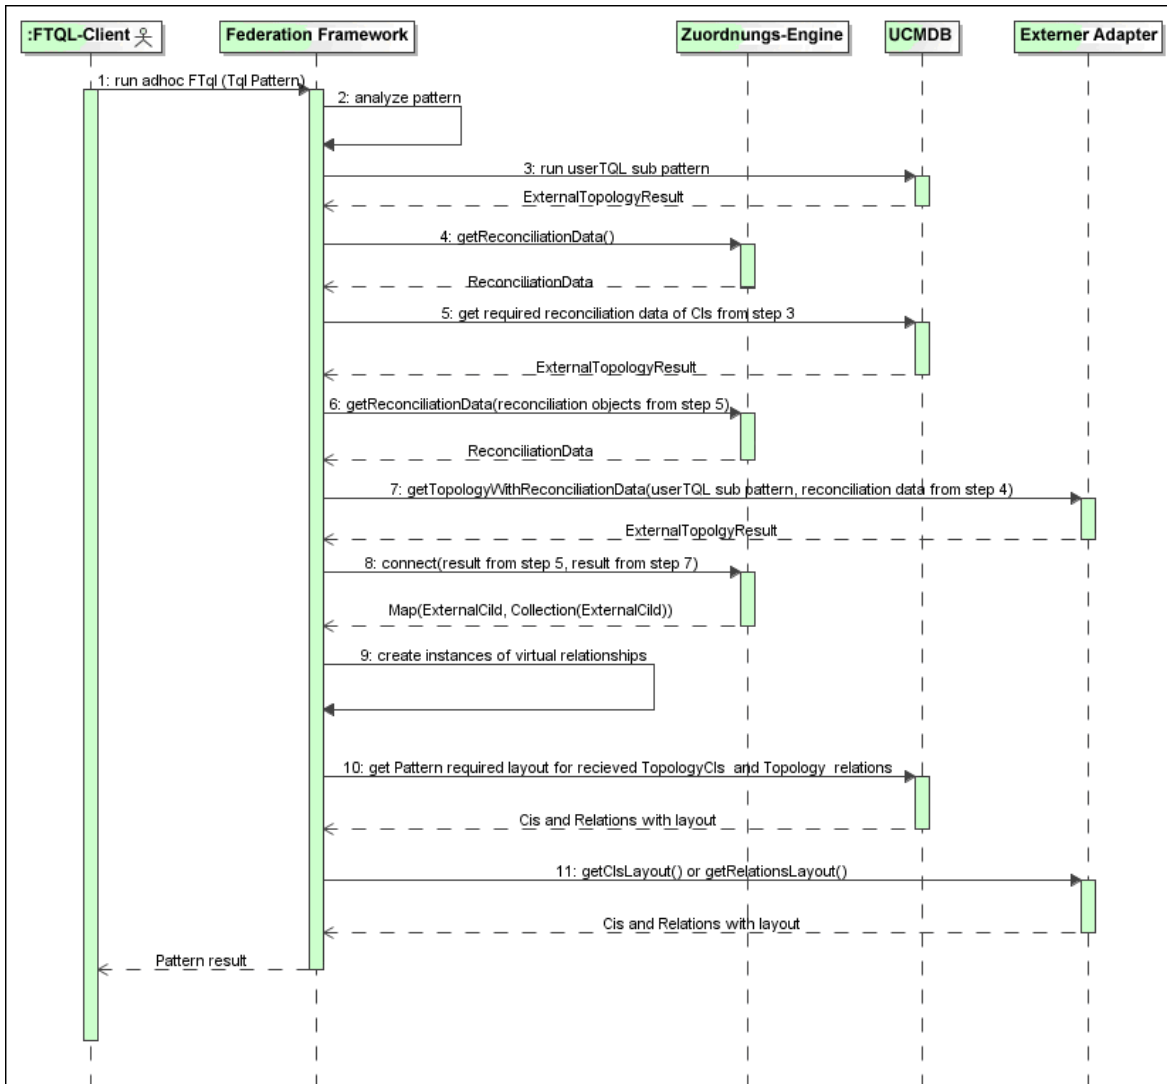 :FTQL-Client
Federation Framework
Zuordnungs-Engine
UCMDB
Externer Adapter
1: run adhoc FTql (Tql Pattern)
2: analyze pattern
3: run userTQL sub pattern
ExternalTopologyResult
4: getReconciliationData()
ReconciliationData
5: get required reconciliation data of CIs from step 3
ExternalTopologyResult
6: getReconciliationData(reconciliation objects from step 5)
ReconciliationData
7: getTopologyWithReconciliationData(userTQL sub pattern, reconciliation data from step 4)
ExternalTopolgyResult
8: connect(result from step 5, result from step 7)
Map(ExternalCiId, Collection(ExternalCiId))
9: create instances of virtual relationships
10: get Pattern required layout for recieved TopologyCIs and Topology relations
Cis and Relations with layout
11: getCIsLayout() or getRelationsLayout()
Cis and Relations with layout
Pattern result